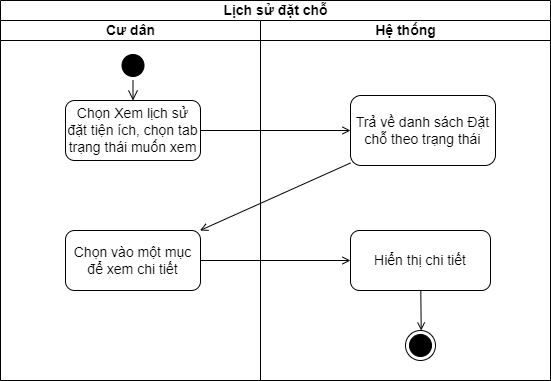 Lịch sử đặt chỗ
Cư dân
Hệ thống
Chọn Xem lịch sử
đặt tiện ích, chọn tab
trạng thái muốn xem
Trả về danh sách Đặt
chỗ theo trạng thái
Chọn vào một mục
để xem chi tiết
Hiển thị chi tiết